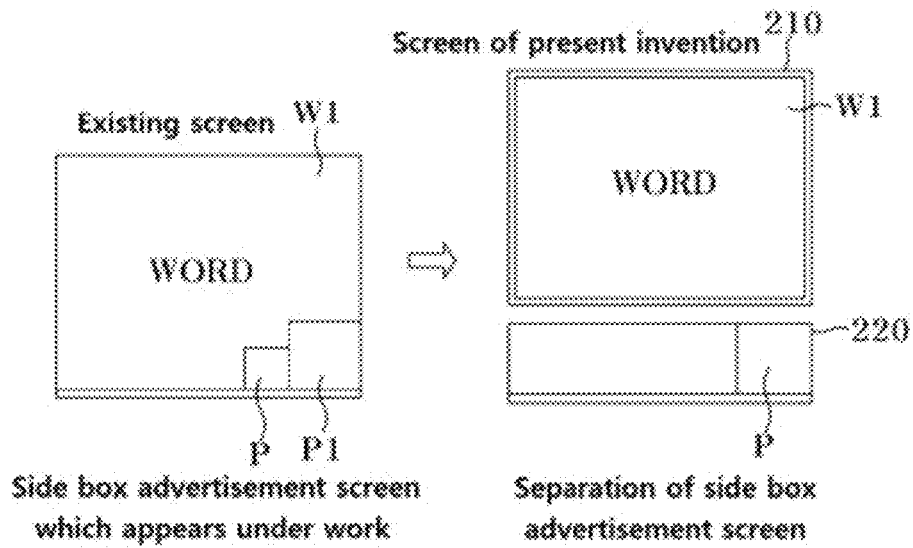 Existing screen
W1
WORD
P
P1
Side box advertisement screen
which appears under work
Screen of present invention
210
W1
WORD
220
P
Separation of side box
advertisement screen